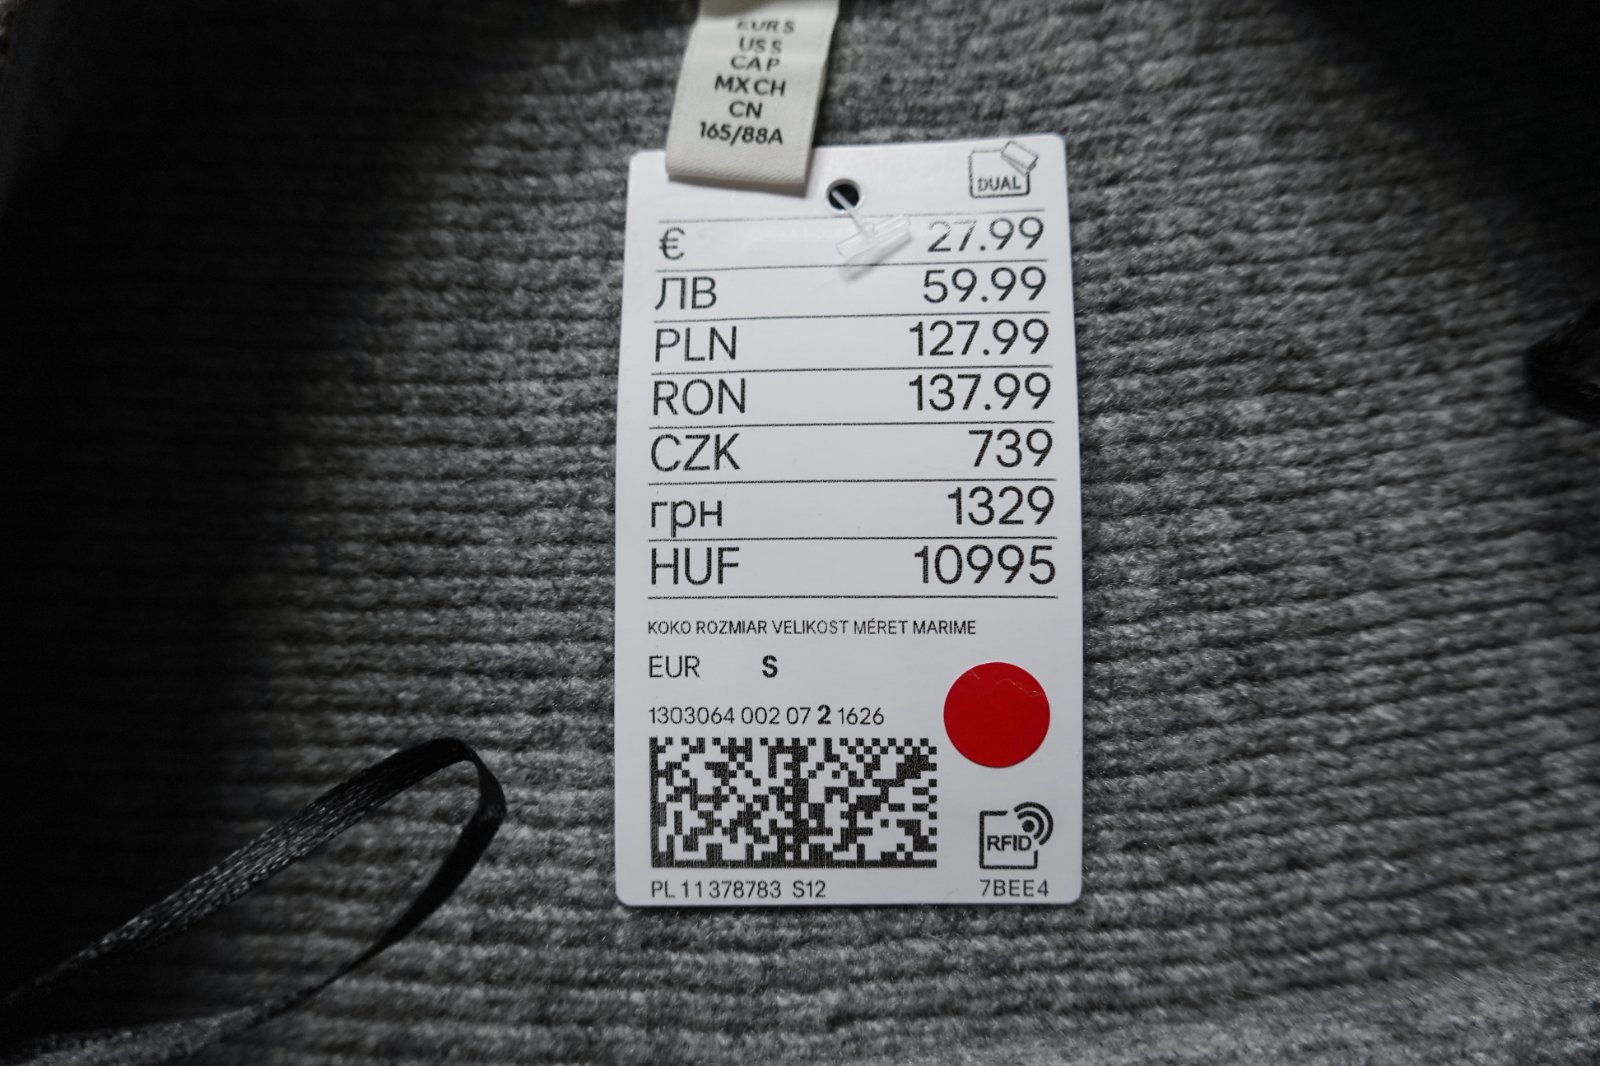 EUR S
US S
CA P
MX CH
CN
165/88A
DUAL
€ 27.99
ЛВ 59.99
PLN 127.99
RON 137.99
CZK 739
грн 1329
HUF 10995
KOKO ROZMIAR VELIKOST MÉRET MARIME
EUR S
1303064 002 07 2 1626
RFID
PL 11 378783 S12 7BEE4